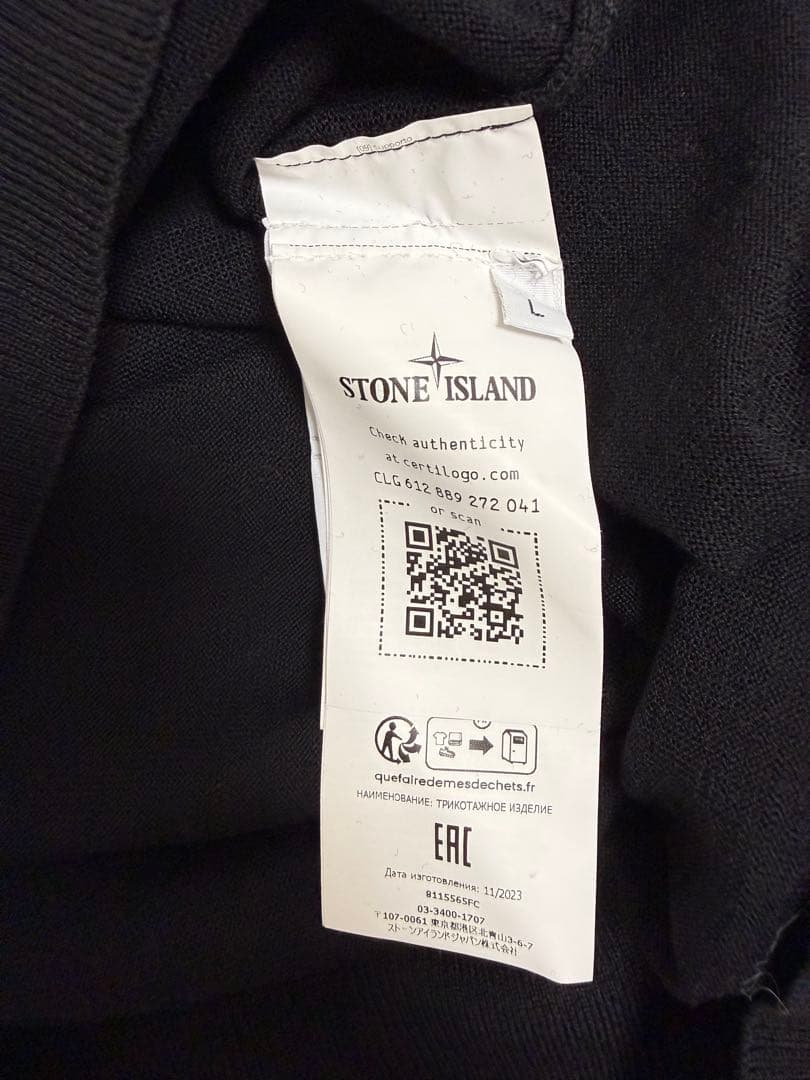 L
STONE ISLAND
Check authenticity
at certilogo.com
CLG 612 889 272 041
or scan
quefairedemesdechets.fr
НАИМЕНОВАНИЕ: ТРИКОТАЖНОЕ ИЗДЕЛИЕ
EAC
Дата изготовления: 11/2023
8115565FC
03-3400-1707
〒107-0061 東京都港区北青山3-6-7
ストーンアイランドジャパン株式会社